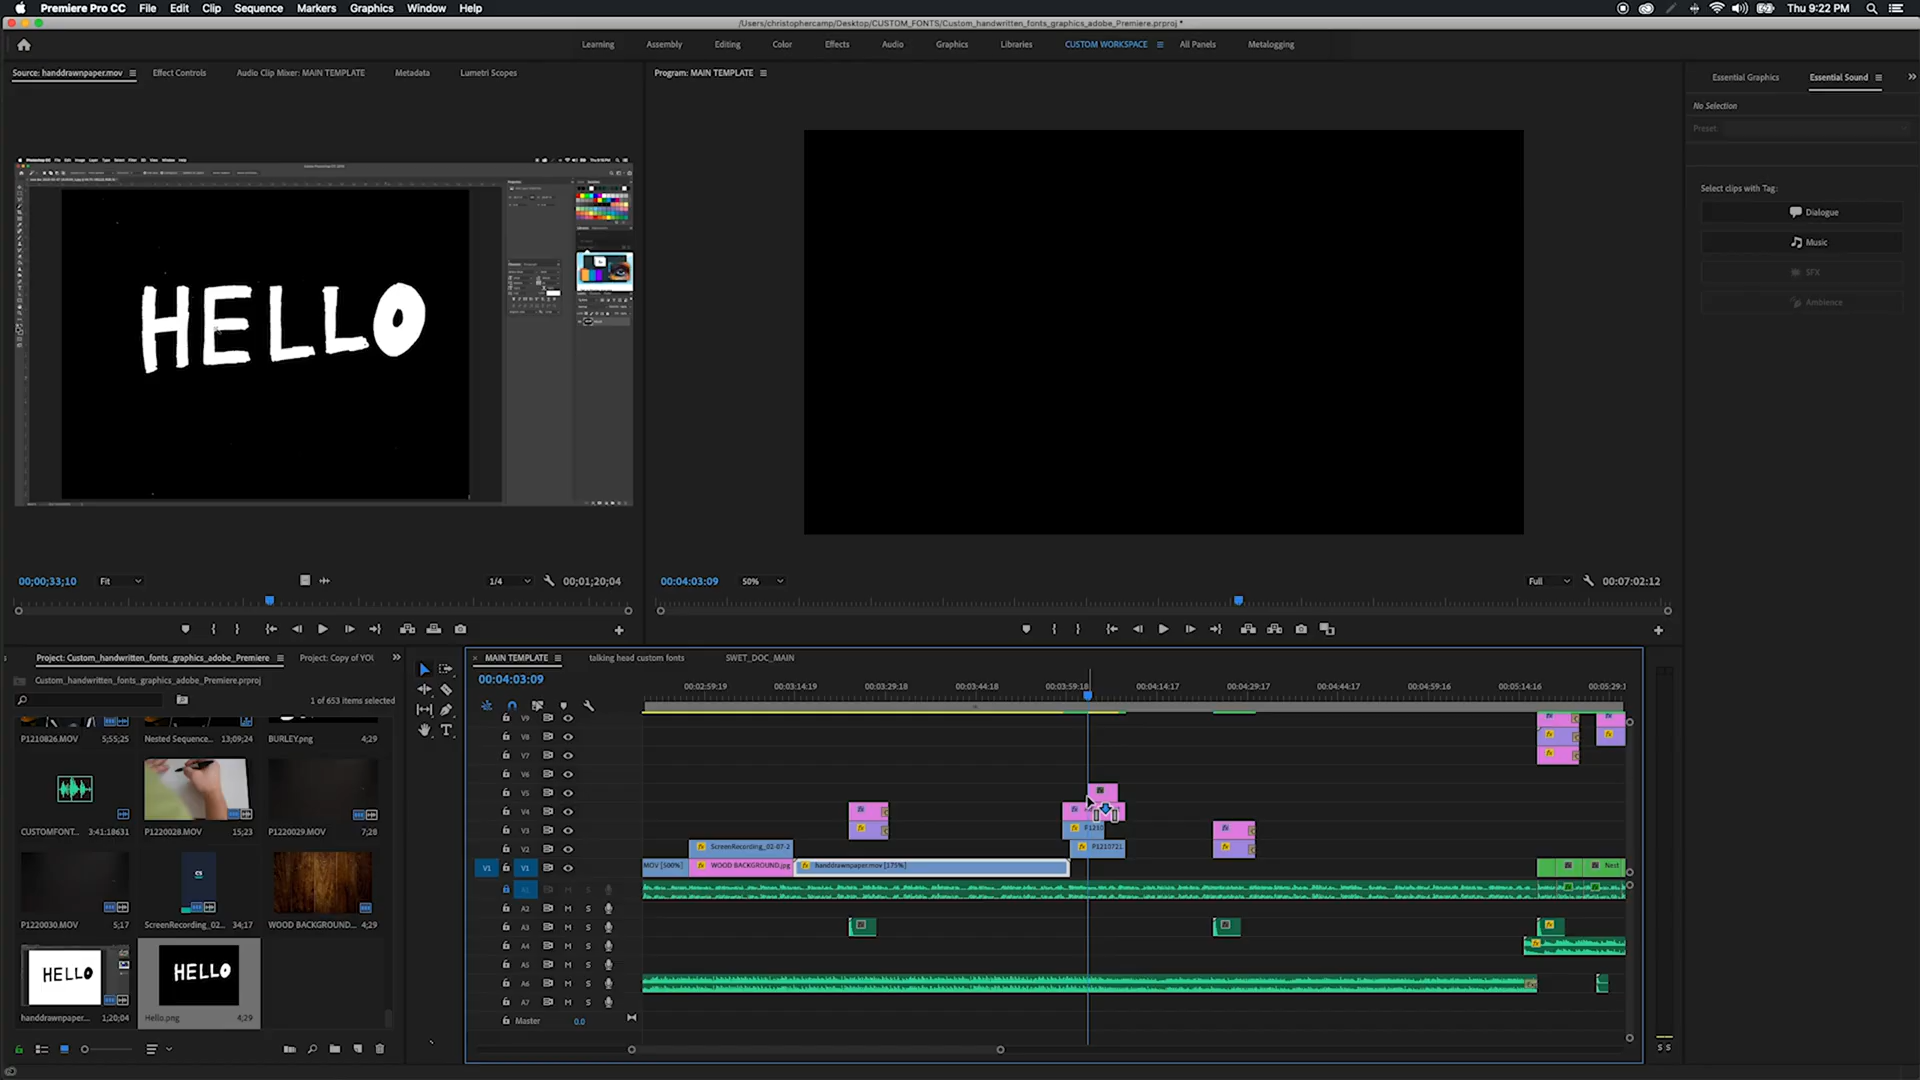 Premiere Pro CC File Edit Clip Sequence Markers Graphics Window Help Thu 9:22 PM
/Users/christophercamp/Desktop/CUSTOM_FONTS/Custom_handwritten_fonts_graphics_adobe_Premiere.prproj *
Learning Assembly Editing Color Effects Audio Graphics Libraries CUSTOM WORKSPACE All Panels Metalogging
Source: handdrawnpaper.mov Effect Controls Audio Clip Mixer: MAIN TEMPLATE Metadata Lumetri Scopes
Program: MAIN TEMPLATE
Essential Graphics Essential Sound
No Selection
Preset:
Select clips with Tag:
Dialogue
Music
SFX
Ambience
HELLO
00;00;33;10 Fit 1/4 00;01;20;04
00:04:03:09 50% Full 00:07:02:12
Project: Custom_handwritten_fonts_graphics_adobe_Premiere Project: Copy of YOU
Custom_handwritten_fonts_graphics_adobe_Premiere.prproj
1 of 653 items selected
P1210826.MOV 5;55;25 Nested Sequence... 13;09;24 BURLEY.png 4;29
CUSTOMFONT... 3:41:18631 P1220028.MOV 15;23 P1220029.MOV 7;28
P1220030.MOV 5;17 ScreenRecording_02... 34;17 WOOD BACKGROUND... 4;29
HELLO HELLO
handdrawnpaper... 1;20;04 Hello.png 4;29
MAIN TEMPLATE talking head custom fonts SWET_DOC_MAIN
00:04:03:09
00:02:59:19 00:03:14:19 00:03:29:18 00:03:44:18 00:03:59:18 00:04:14:17 00:04:29:17 00:04:44:17 00:04:59:16 00:05:14:16 00:05:29:1
V9
V8
V7
V6
V5
V4
V3 P1210
V2 ScreenRecording_02-07-2 P1210721
V1 V1 MOV [500%] WOOD BACKGROUND.jpg handdrawnpaper.mov [175%] Nest
M S
A2 M S
A3 M S
A4 M S
A5 M S
A6 M S
A7 M S
Master 0.0
S S